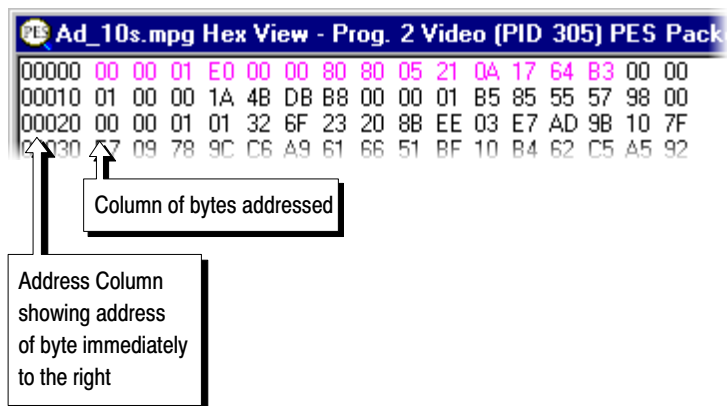 PES Ad_10s.mpg Hex View - Prog. 2 Video (PID 305) PES Pack
00000 00 00 01 E0 00 00 80 80 05 21 0A 17 64 B3 00 00
00010 01 00 00 1A 4B DB B8 00 00 01 B5 85 55 57 98 00
00020 00 00 01 01 32 6F 23 20 8B EE 03 E7 AD 9B 10 7F
09 78 9C C6 A9 61 66 51 BF 10 B4 62 C5 A5 92
Column of bytes addressed
Address Column
showing address
of byte immediately
to the right